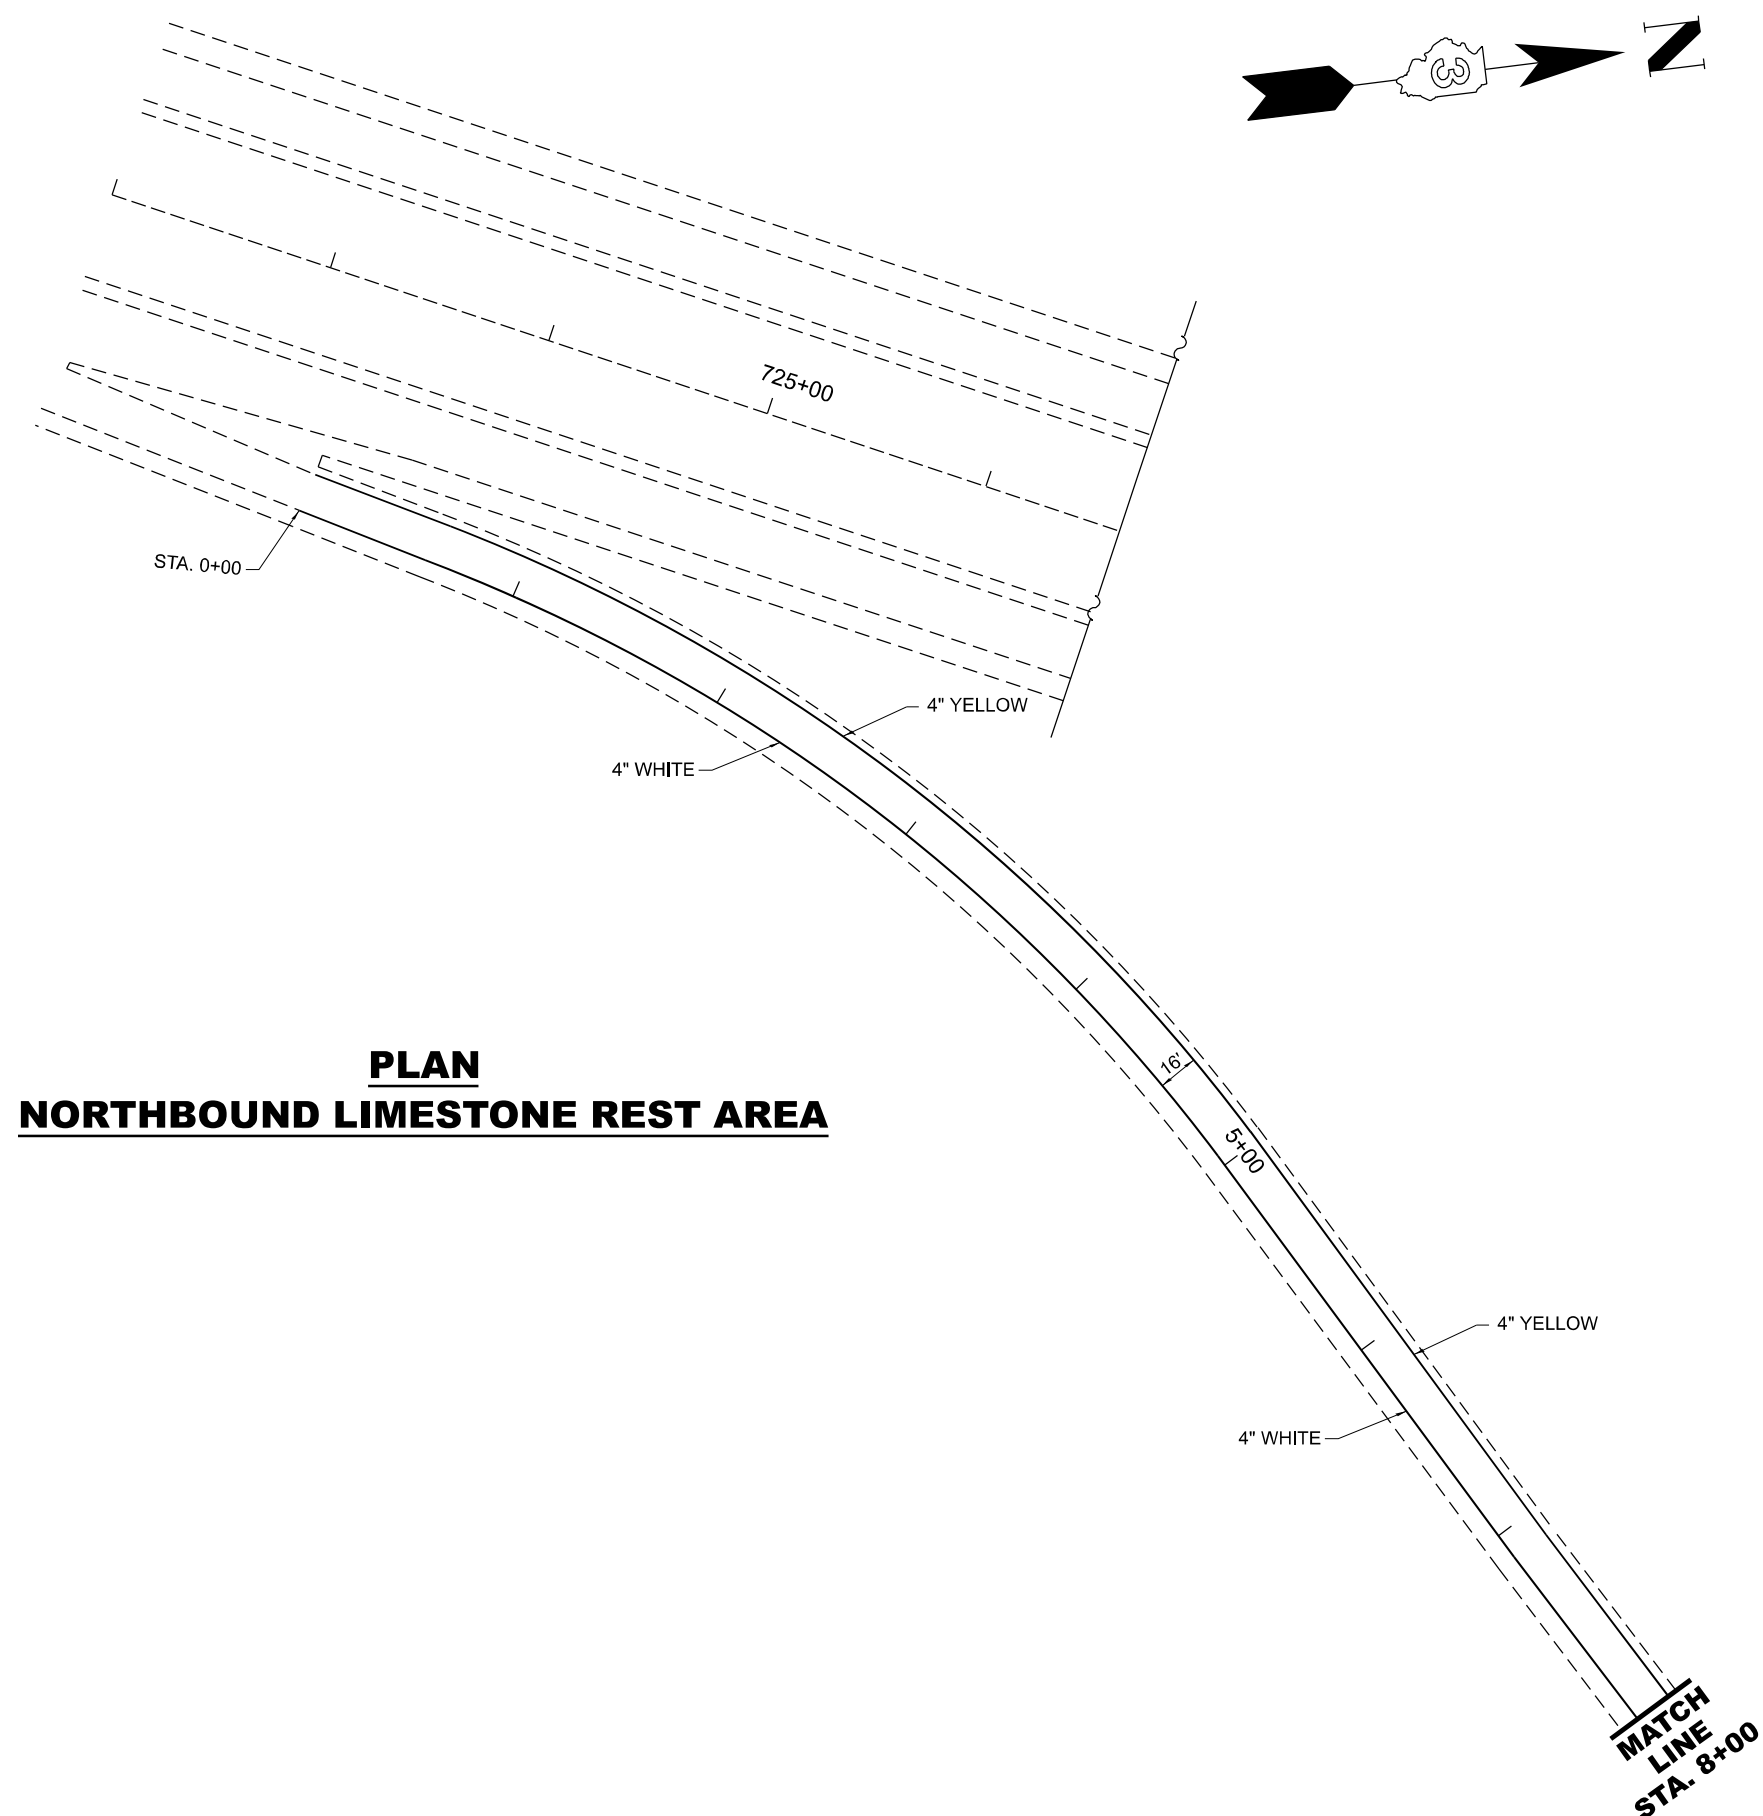 N
3
725+00
STA. 0+00
4" YELLOW
4" WHITE
PLAN
NORTHBOUND LIMESTONE REST AREA
16'
5+00
4" YELLOW
4" WHITE
MATCH
LINE
STA. 8+00